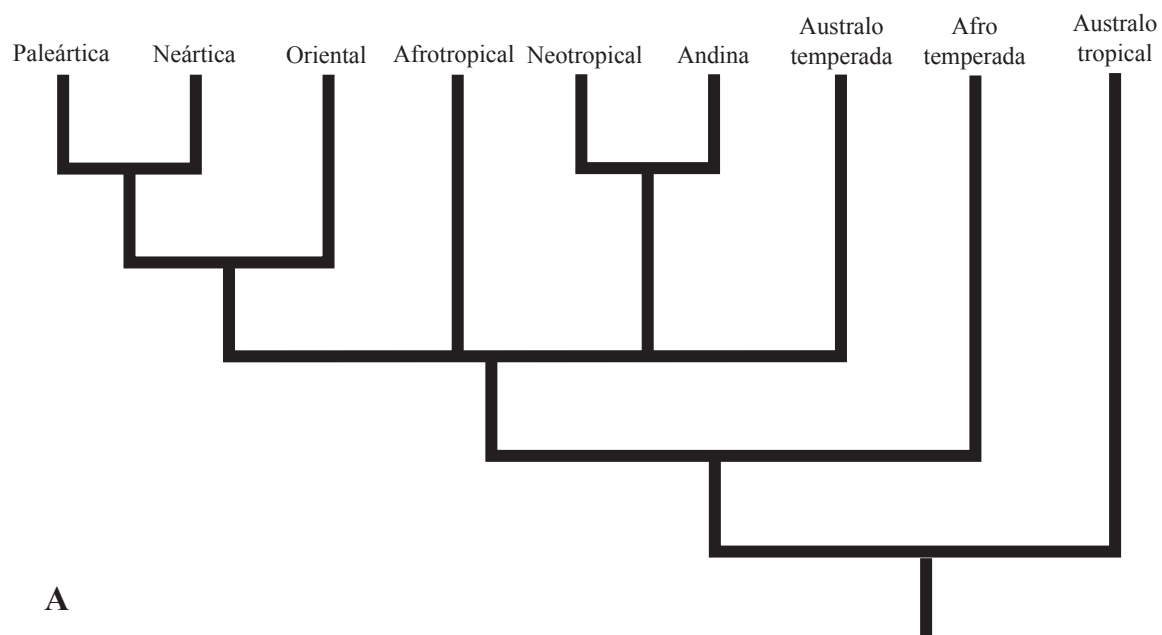 Paleártica
Neártica
Oriental
Afrotropical
Neotropical
Andina
Australo
temperada
Afro
temperada
Australo
tropical
A